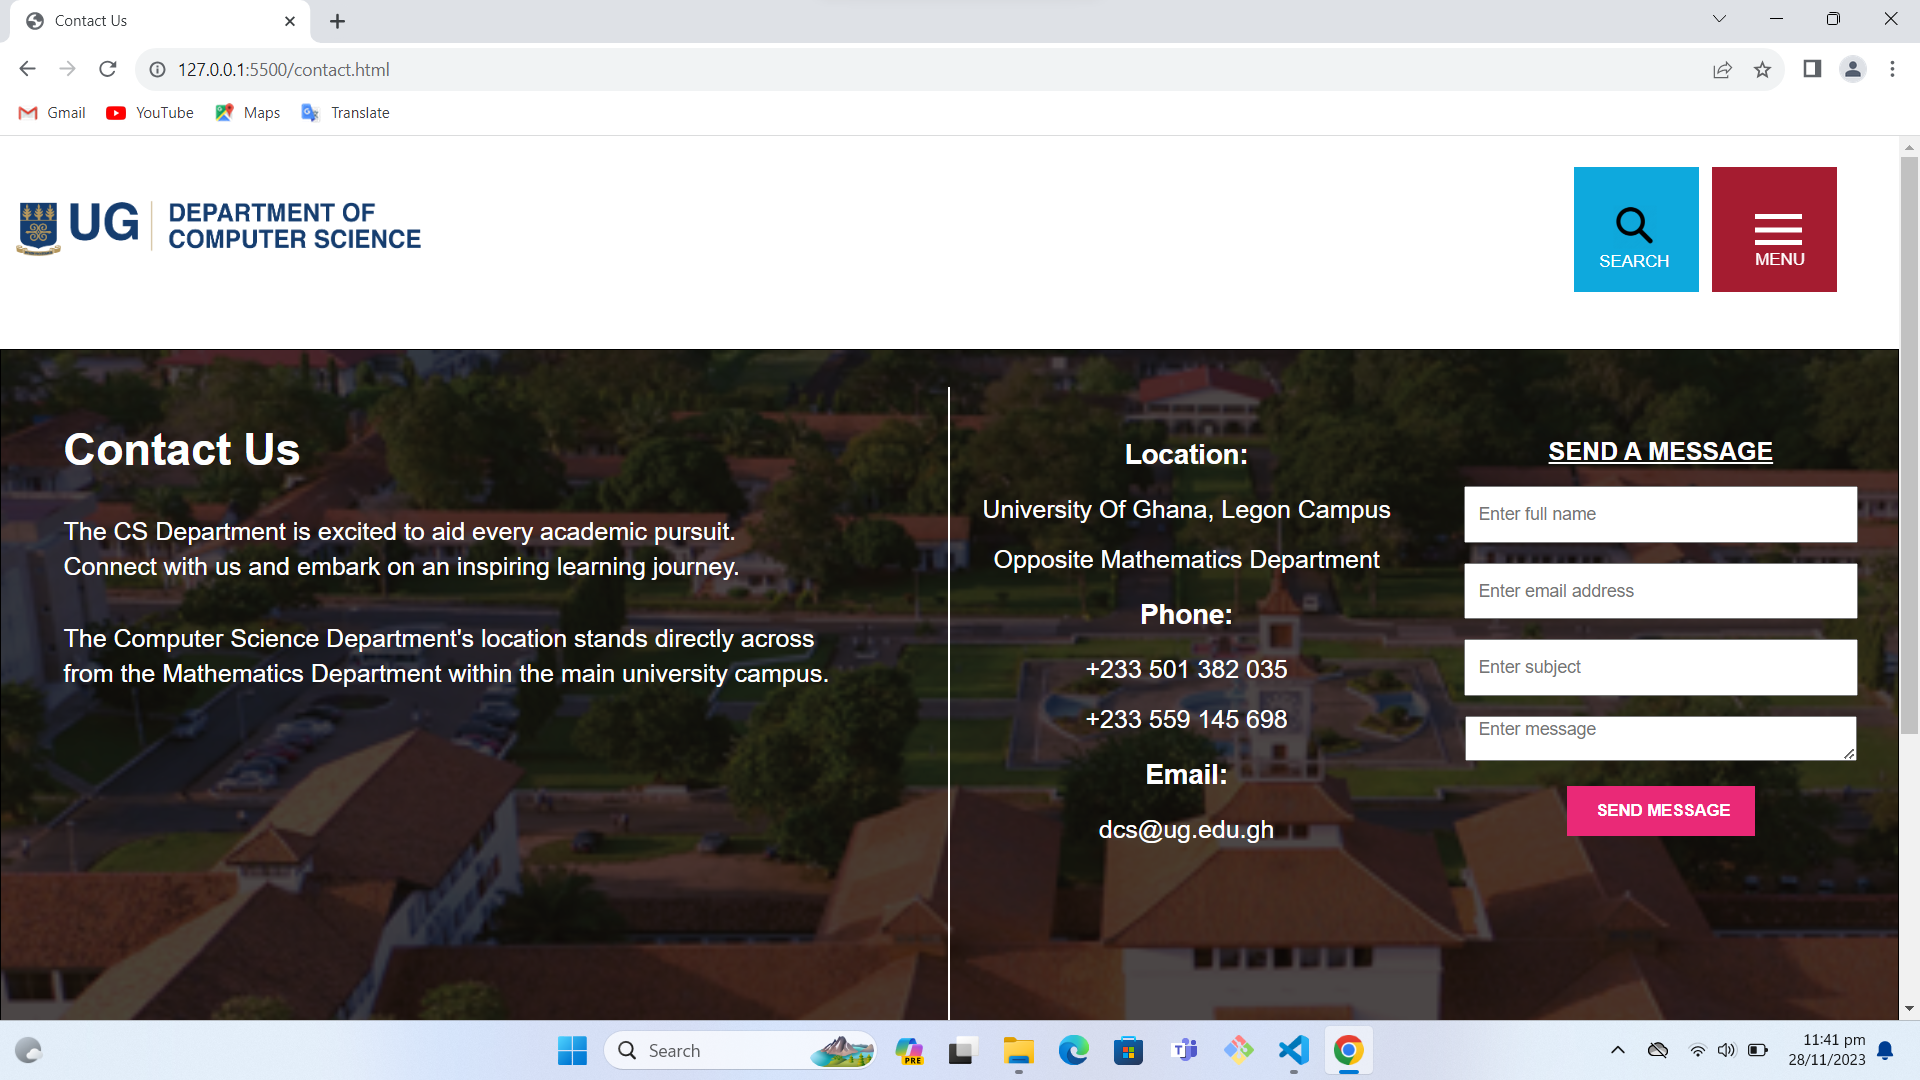 Contact Us
127.0.0.1:5500/contact.html
Gmail
YouTube
Maps
Translate
UG
DEPARTMENT OF
COMPUTER SCIENCE
SEARCH
MENU
Contact Us
The CS Department is excited to aid every academic pursuit.
Connect with us and embark on an inspiring learning journey.
The Computer Science Department's location stands directly across
from the Mathematics Department within the main university campus.
Location:
University Of Ghana, Legon Campus
Opposite Mathematics Department
Phone:
+233 501 382 035
+233 559 145 698
Email:
dcs@ug.edu.gh
SEND A MESSAGE
Enter full name
Enter email address
Enter subject
Enter message
SEND MESSAGE
Search
PRE
11:41 pm
28/11/2023